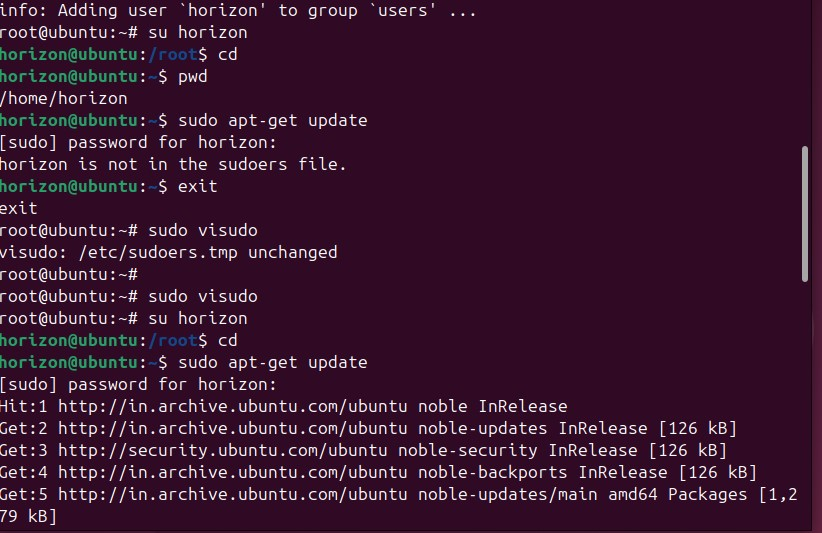 info: Adding user `horizon' to group `users' ...
root@ubuntu:~# su horizon
horizon@ubuntu:/root$ cd
horizon@ubuntu:~$ pwd
/home/horizon
horizon@ubuntu:~$ sudo apt-get update
[sudo] password for horizon:
horizon is not in the sudoers file.
horizon@ubuntu:~$ exit
exit
root@ubuntu:~# sudo visudo
visudo: /etc/sudoers.tmp unchanged
root@ubuntu:~#
root@ubuntu:~# sudo visudo
root@ubuntu:~# su horizon
horizon@ubuntu:/root$ cd
horizon@ubuntu:~$ sudo apt-get update
[sudo] password for horizon:
Hit:1 http://in.archive.ubuntu.com/ubuntu noble InRelease
Get:2 http://in.archive.ubuntu.com/ubuntu noble-updates InRelease [126 kB]
Get:3 http://security.ubuntu.com/ubuntu noble-security InRelease [126 kB]
Get:4 http://in.archive.ubuntu.com/ubuntu noble-backports InRelease [126 kB]
Get:5 http://in.archive.ubuntu.com/ubuntu noble-updates/main amd64 Packages [1,2
79 kB]